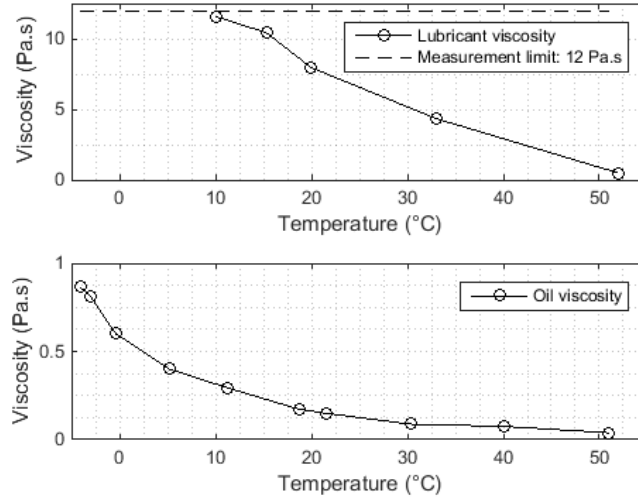 10
5
0
Viscosity (Pa.s)
Lubricant viscosity
Measurement limit: 12 Pa.s
0 10 20 30 40 50
Temperature (°C)
1
0.5
0
Viscosity (Pa.s)
Oil viscosity
0 10 20 30 40 50
Temperature (°C)